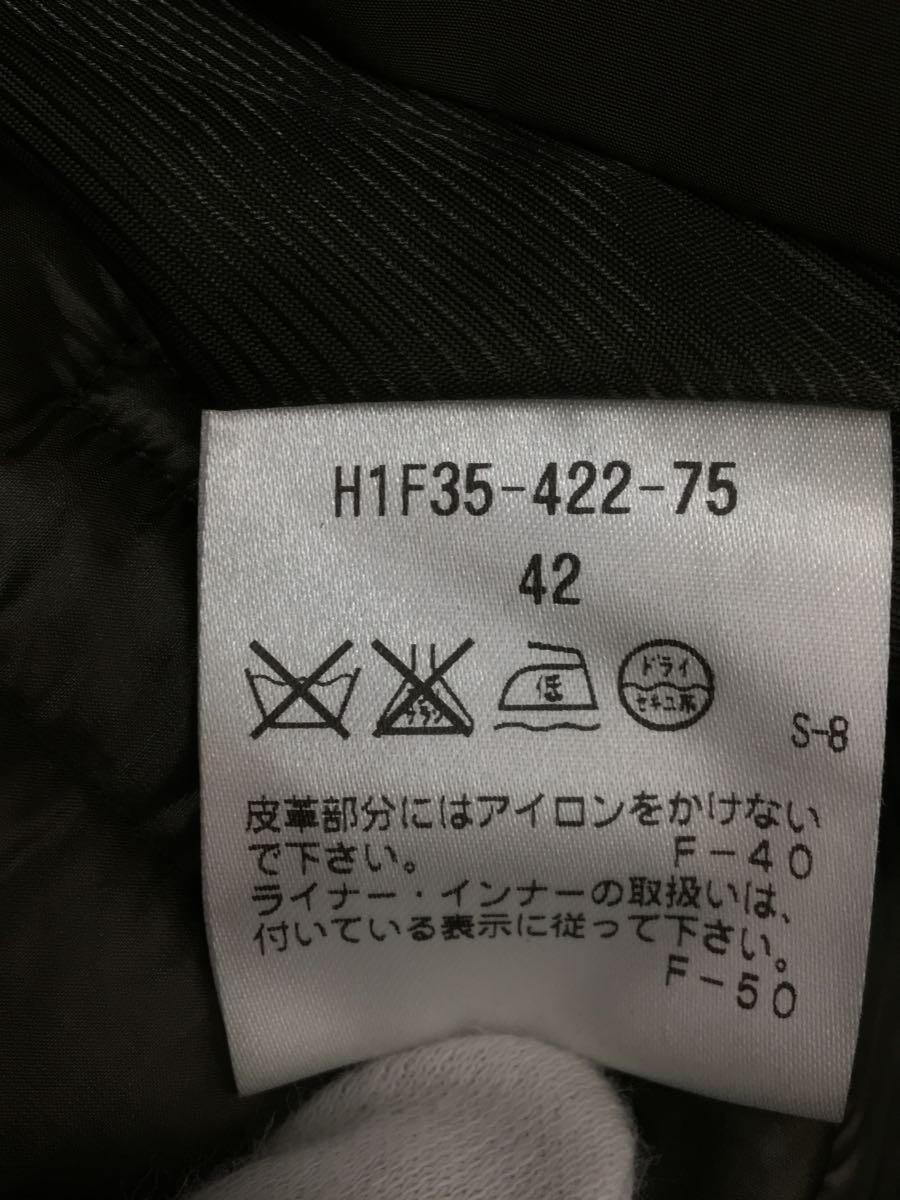 H1F35-422-75
42
低
ドライ
セキユ系
S-8
皮革部分にはアイロンをかけない
で下さい。 F-40
ライナー・インナーの取扱いは、
付いている表示に従って下さい。
F-50